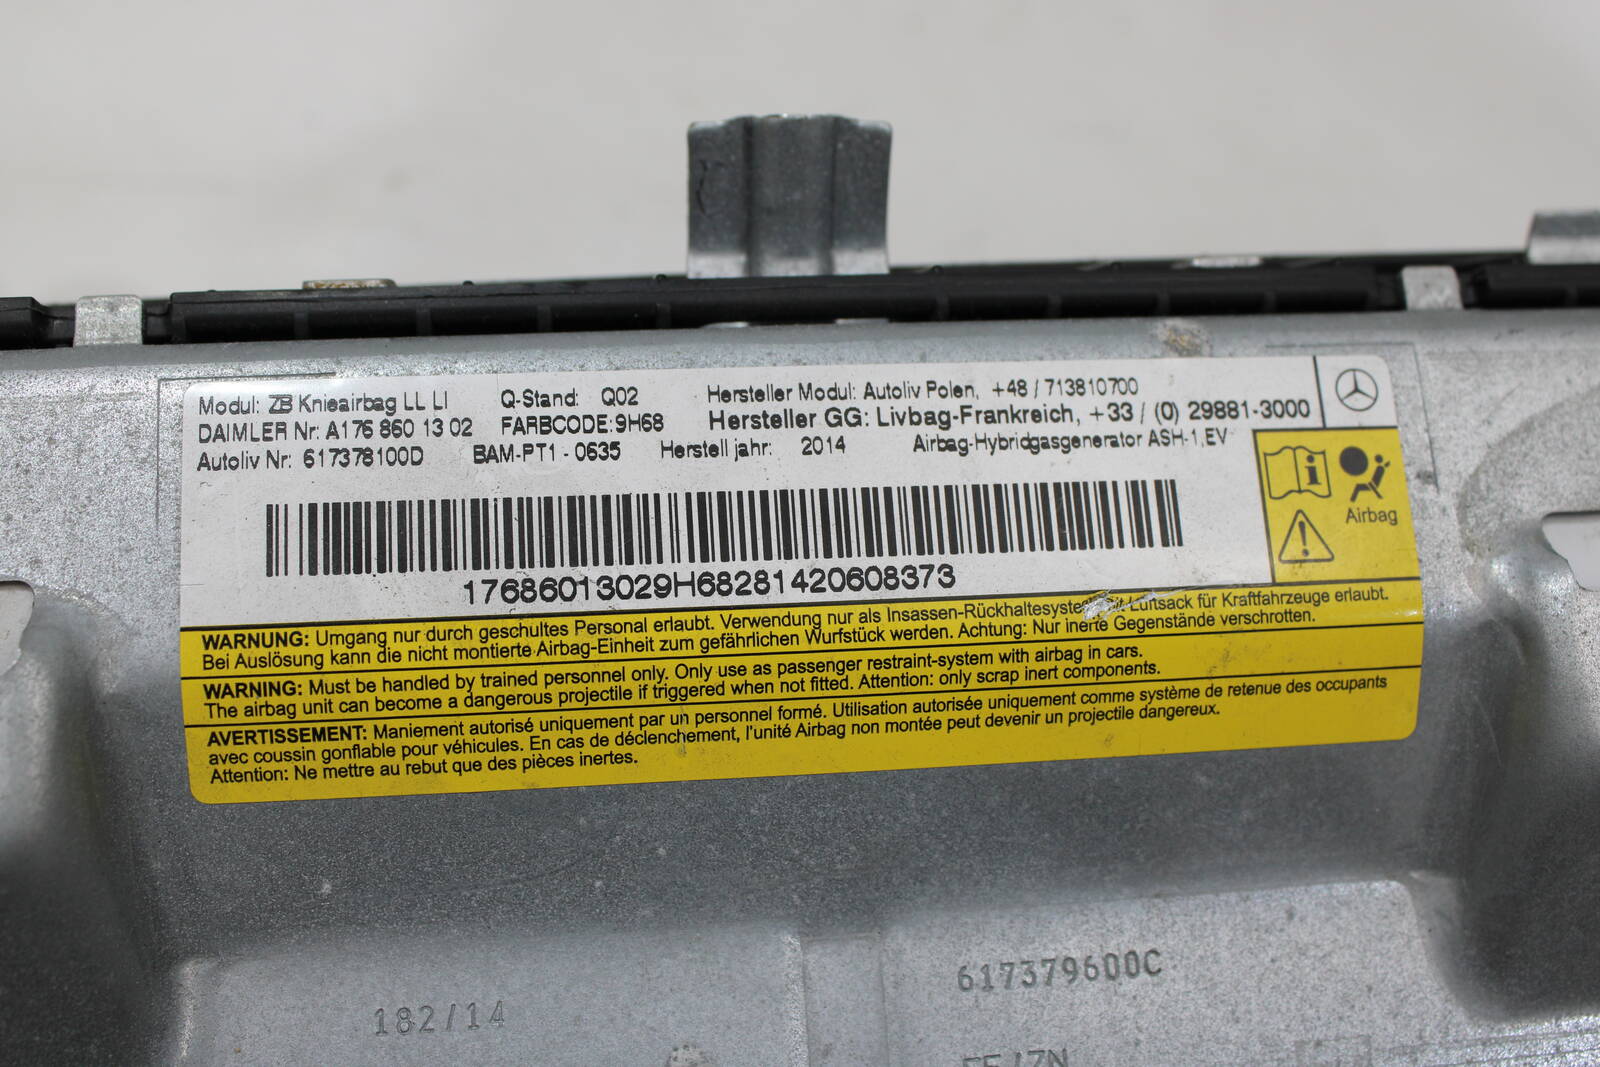 Modul: ZB Knieairbag LL LI Q-Stand: Q02 Hersteller Modul: Autoliv Polen, +48 / 713810700
DAIMLER Nr: A176 860 13 02 FARBCODE:9H68 Hersteller GG: Livbag-Frankreich, +33 / (0) 29881-3000
Autoliv Nr: 617378100D BAM-PT1 - 0635 Herstelljahr: 2014 Airbag-Hybridgasgenerator ASH-1,EV
i
Airbag
17686013029H68281420608373
WARNUNG: Umgang nur durch geschultes Personal erlaubt. Verwendung nur als Insassen-Rückhaltesystem mit Luftsack für Kraftfahrzeuge erlaubt.
Bei Auslösung kann die nicht montierte Airbag-Einheit zum gefährlichen Wurfstück werden. Achtung: Nur inerte Gegenstände verschrotten.
WARNING: Must be handled by trained personnel only. Only use as passenger restraint-system with airbag in cars.
The airbag unit can become a dangerous projectile if triggered when not fitted. Attention: only scrap inert components.
AVERTISSEMENT: Maniement autorisé uniquement par un personnel formé. Utilisation autorisée uniquement comme système de retenue des occupants
avec coussin gonflable pour véhicules. En cas de déclenchement, l'unité Airbag non montée peut devenir un projectile dangereux.
Attention: Ne mettre au rebut que des pièces inertes.
617379600C
182/14